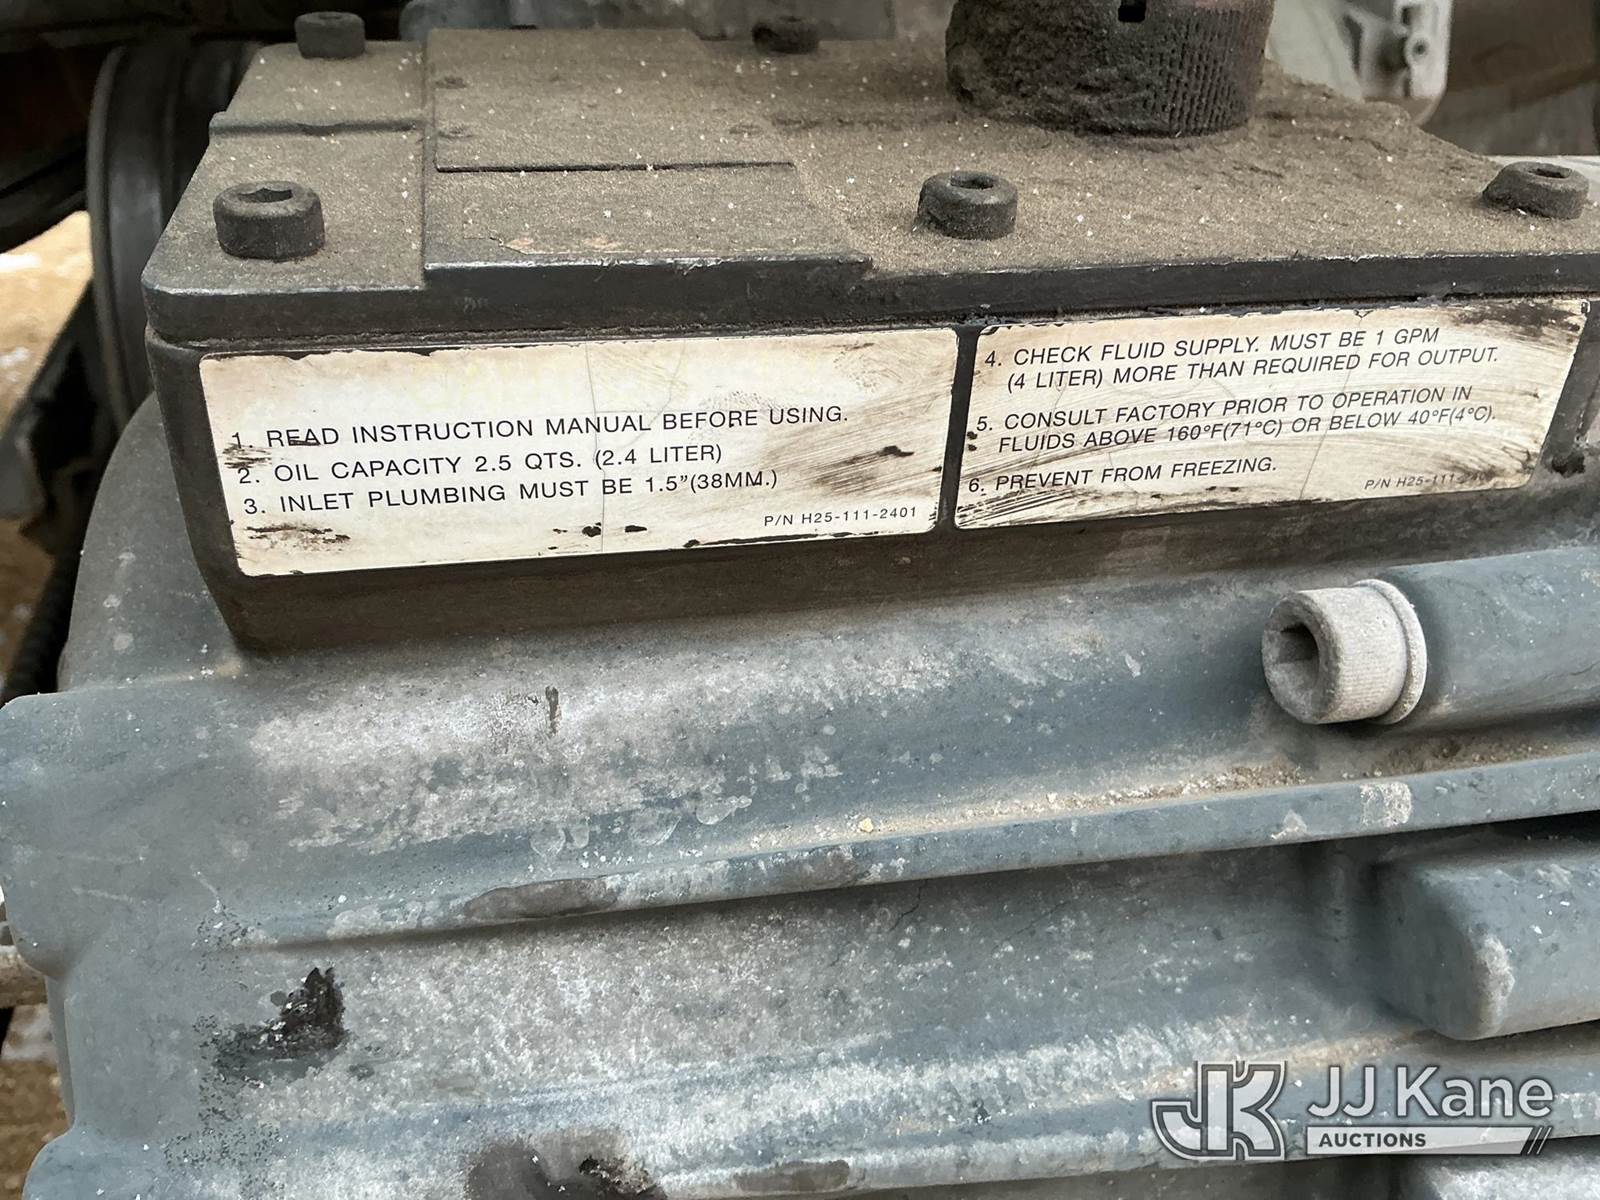 1. READ INSTRUCTION MANUAL BEFORE USING.
2. OIL CAPACITY 2.5 QTS. (2.4 LITER)
3. INLET PLUMBING MUST BE 1.5"(38MM.)
P/N H25-111-2401
4. CHECK FLUID SUPPLY. MUST BE 1 GPM
(4 LITER) MORE THAN REQUIRED FOR OUTPUT.
5. CONSULT FACTORY PRIOR TO OPERATION IN
FLUIDS ABOVE 160°F(71°C) OR BELOW 40°F(4°C).
6. PREVENT FROM FREEZING.
P/N
JK JJ Kane
AUCTIONS